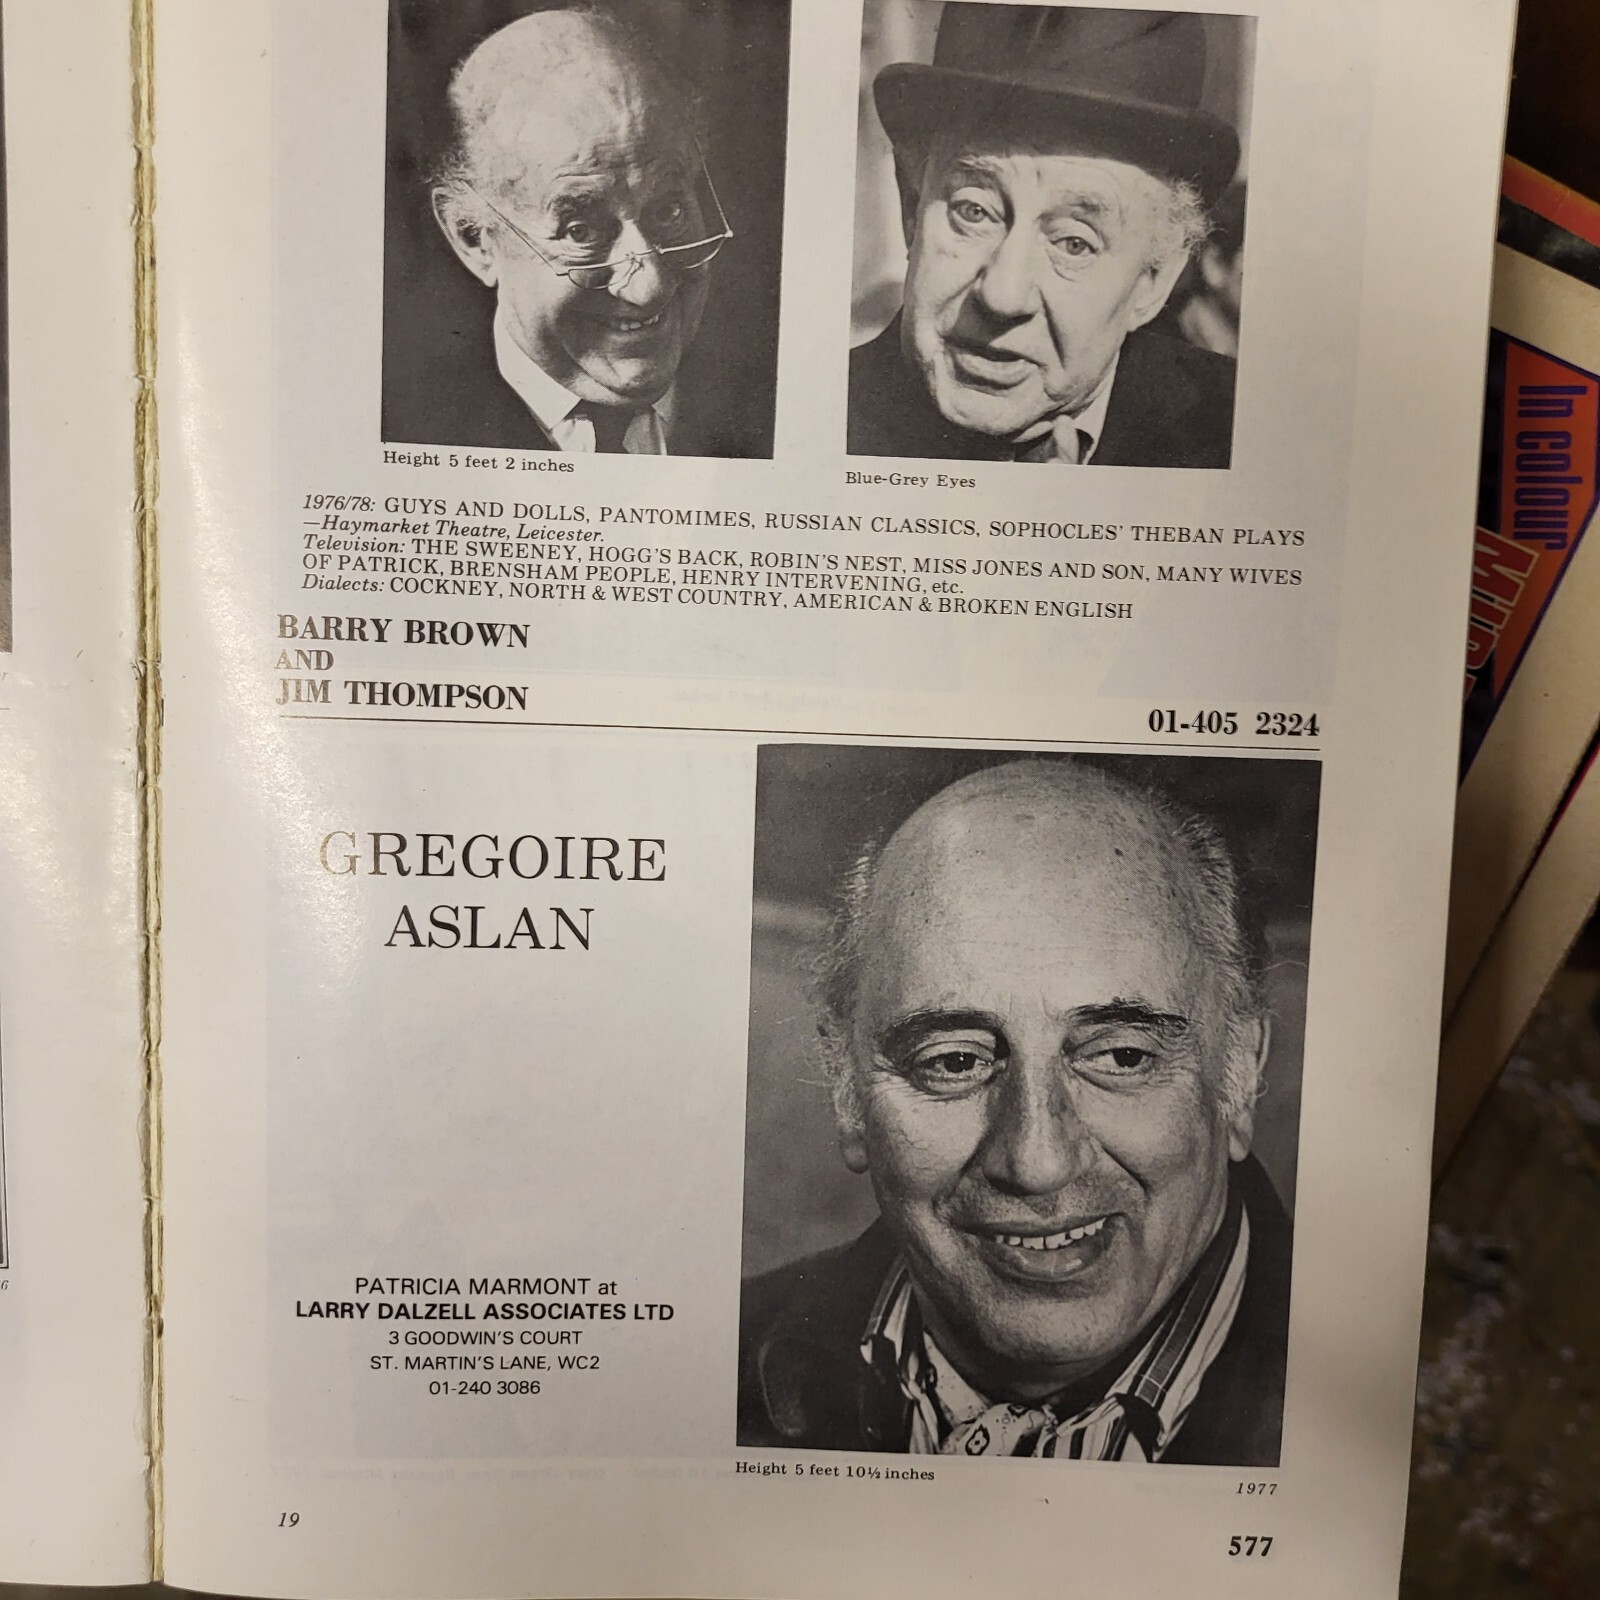 Height 5 feet 2 inches
Blue-Grey Eyes
1976/78: GUYS AND DOLLS, PANTOMIMES, RUSSIAN CLASSICS, SOPHOCLES' THEBAN PLAYS
—Haymarket Theatre, Leicester.
Television: THE SWEENEY, HOGG'S BACK, ROBIN'S NEST, MISS JONES AND SON, MANY WIVES
OF PATRICK, BRENSHAM PEOPLE, HENRY INTERVENING, etc.
Dialects: COCKNEY, NORTH & WEST COUNTRY, AMERICAN & BROKEN ENGLISH
BARRY BROWN
AND
JIM THOMPSON
01-405 2324
GREGOIRE
ASLAN
PATRICIA MARMONT at
LARRY DALZELL ASSOCIATES LTD
3 GOODWIN'S COURT
ST. MARTIN'S LANE, WC2
01-240 3086
Height 5 feet 10½ inches
1977
19
577
In colour